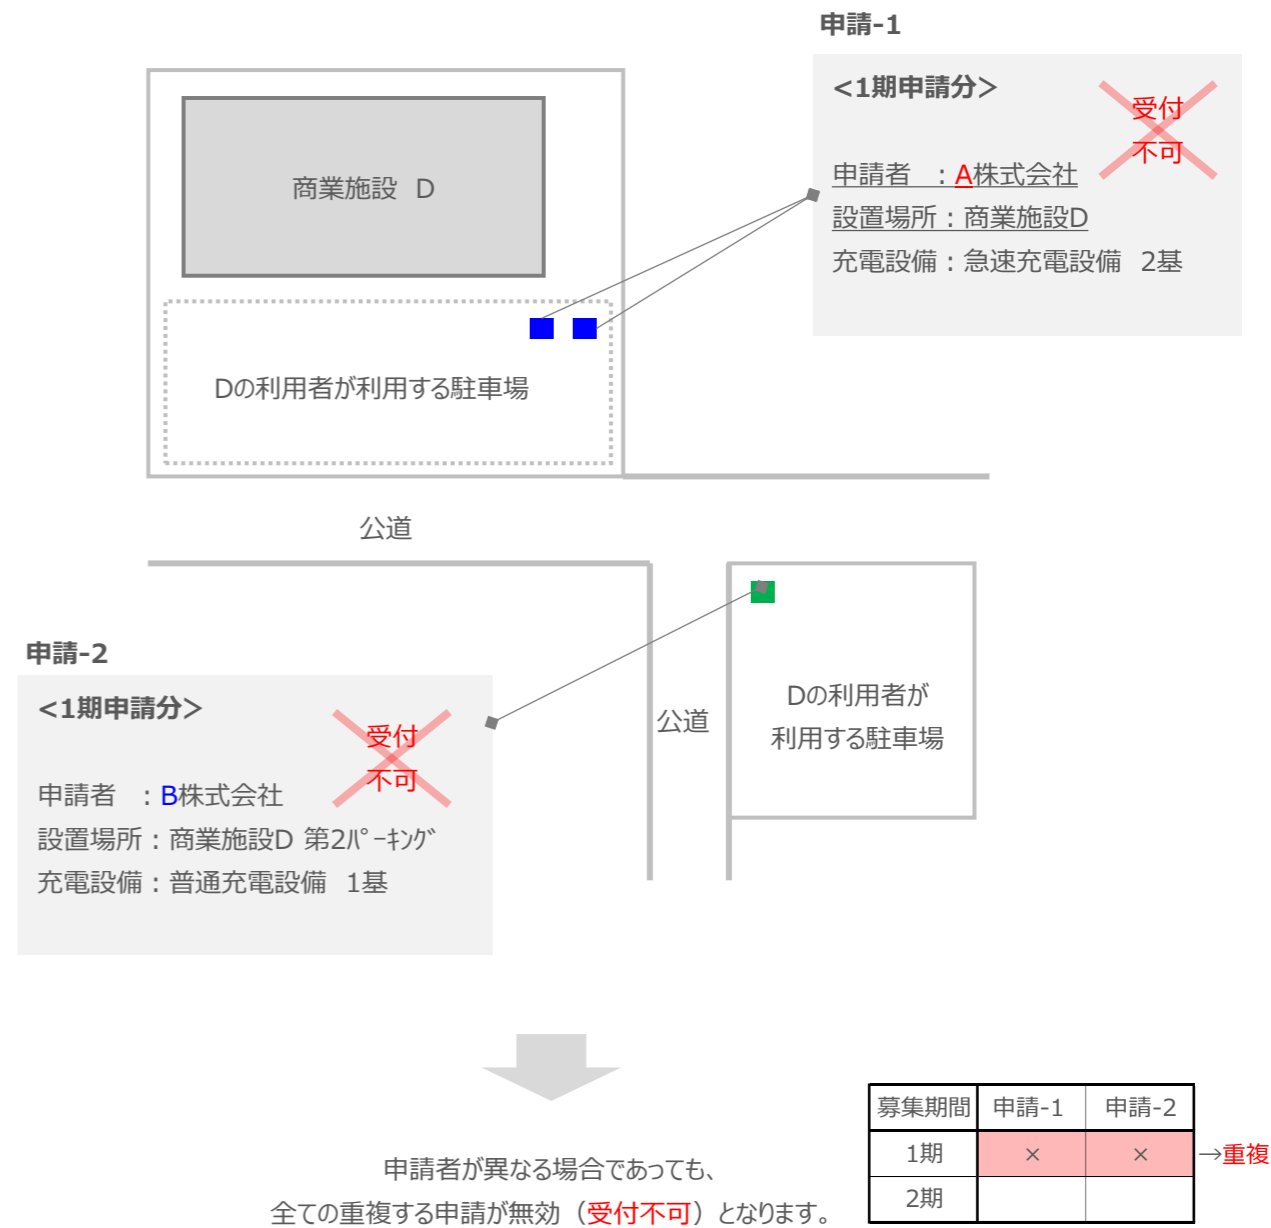 申請-1
<1期申請分>
受付
不可
申請者 ：A株式会社
設置場所：商業施設D
充電設備：急速充電設備 2基
商業施設 D
Dの利用者が利用する駐車場
公道
申請-2
<1期申請分>
受付
不可
申請者 ：B株式会社
設置場所：商業施設D 第2ﾊﾟｰｷﾝｸﾞ
充電設備：普通充電設備 1基
公道
Dの利用者が
利用する駐車場
申請者が異なる場合であっても、
全ての重複する申請が無効（受付不可）となります。
募集期間 申請-1 申請-2
1期 × × →重複
2期